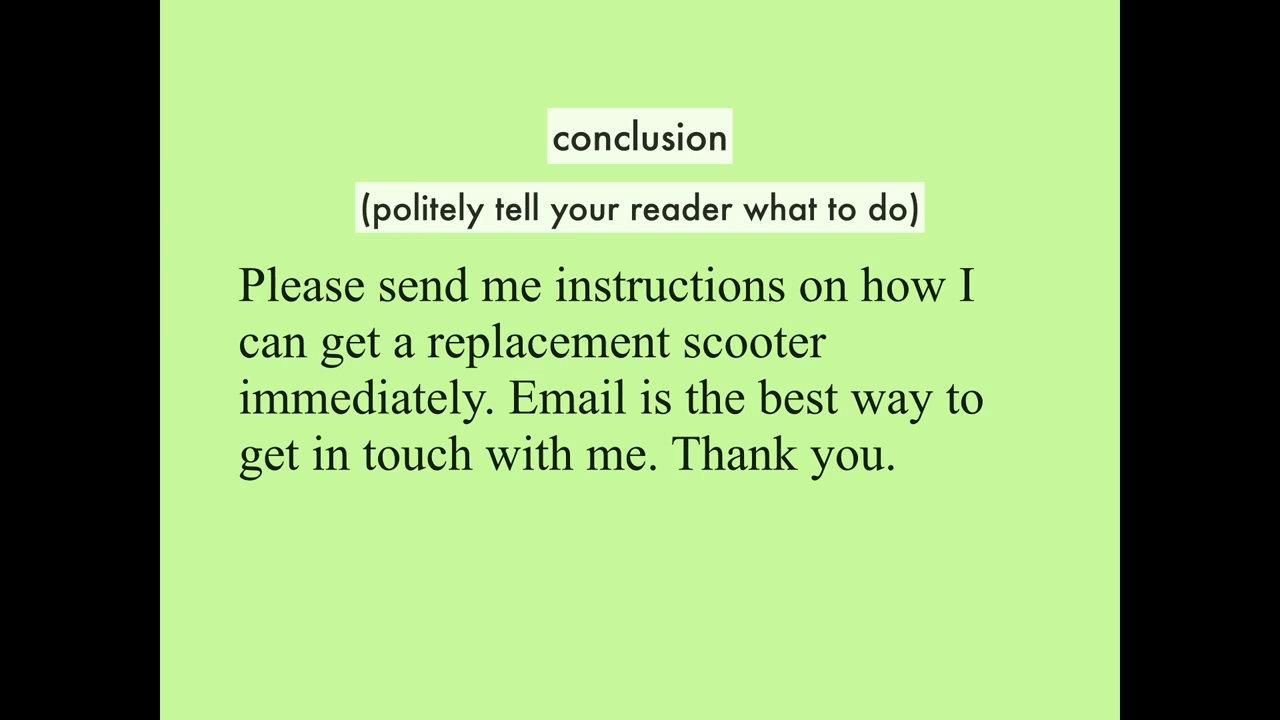 conclusion
(politely tell your reader what to do)
Please send me instructions on how I
can get a replacement scooter
immediately. Email is the best way to
get in touch with me. Thank you.